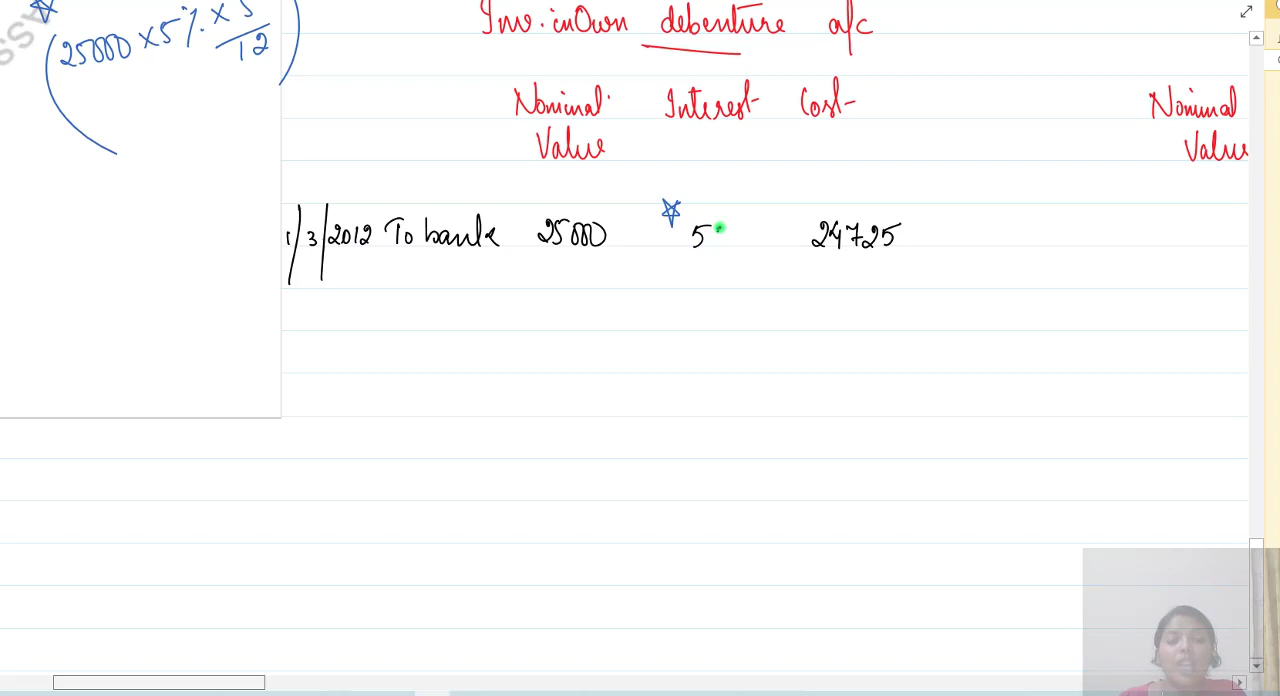 Inv. in Own debenture a/c
(25000 × 5% × 5/12)
Nominal Value Interest Cost Nominal Value
1/3/2012 To bank 25000 5 24725
ASS